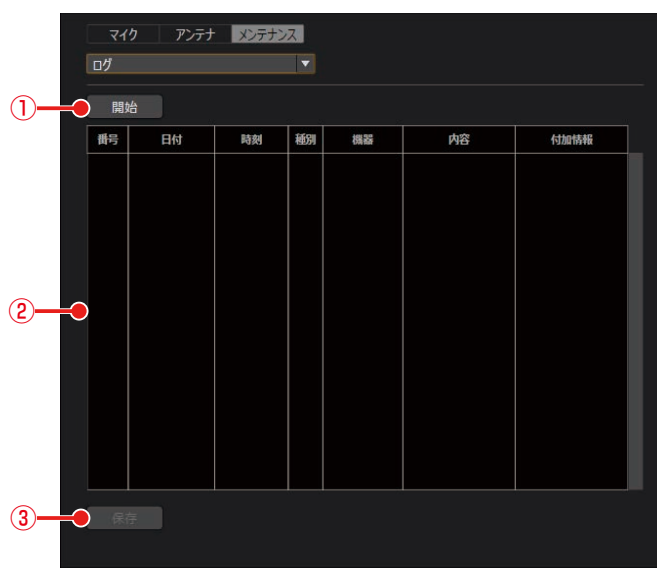 マイク アンテナ メンテナンス
ログ
① 開始
番号 日付 時刻 種別 機器 内容 付加情報
②
③ 保存